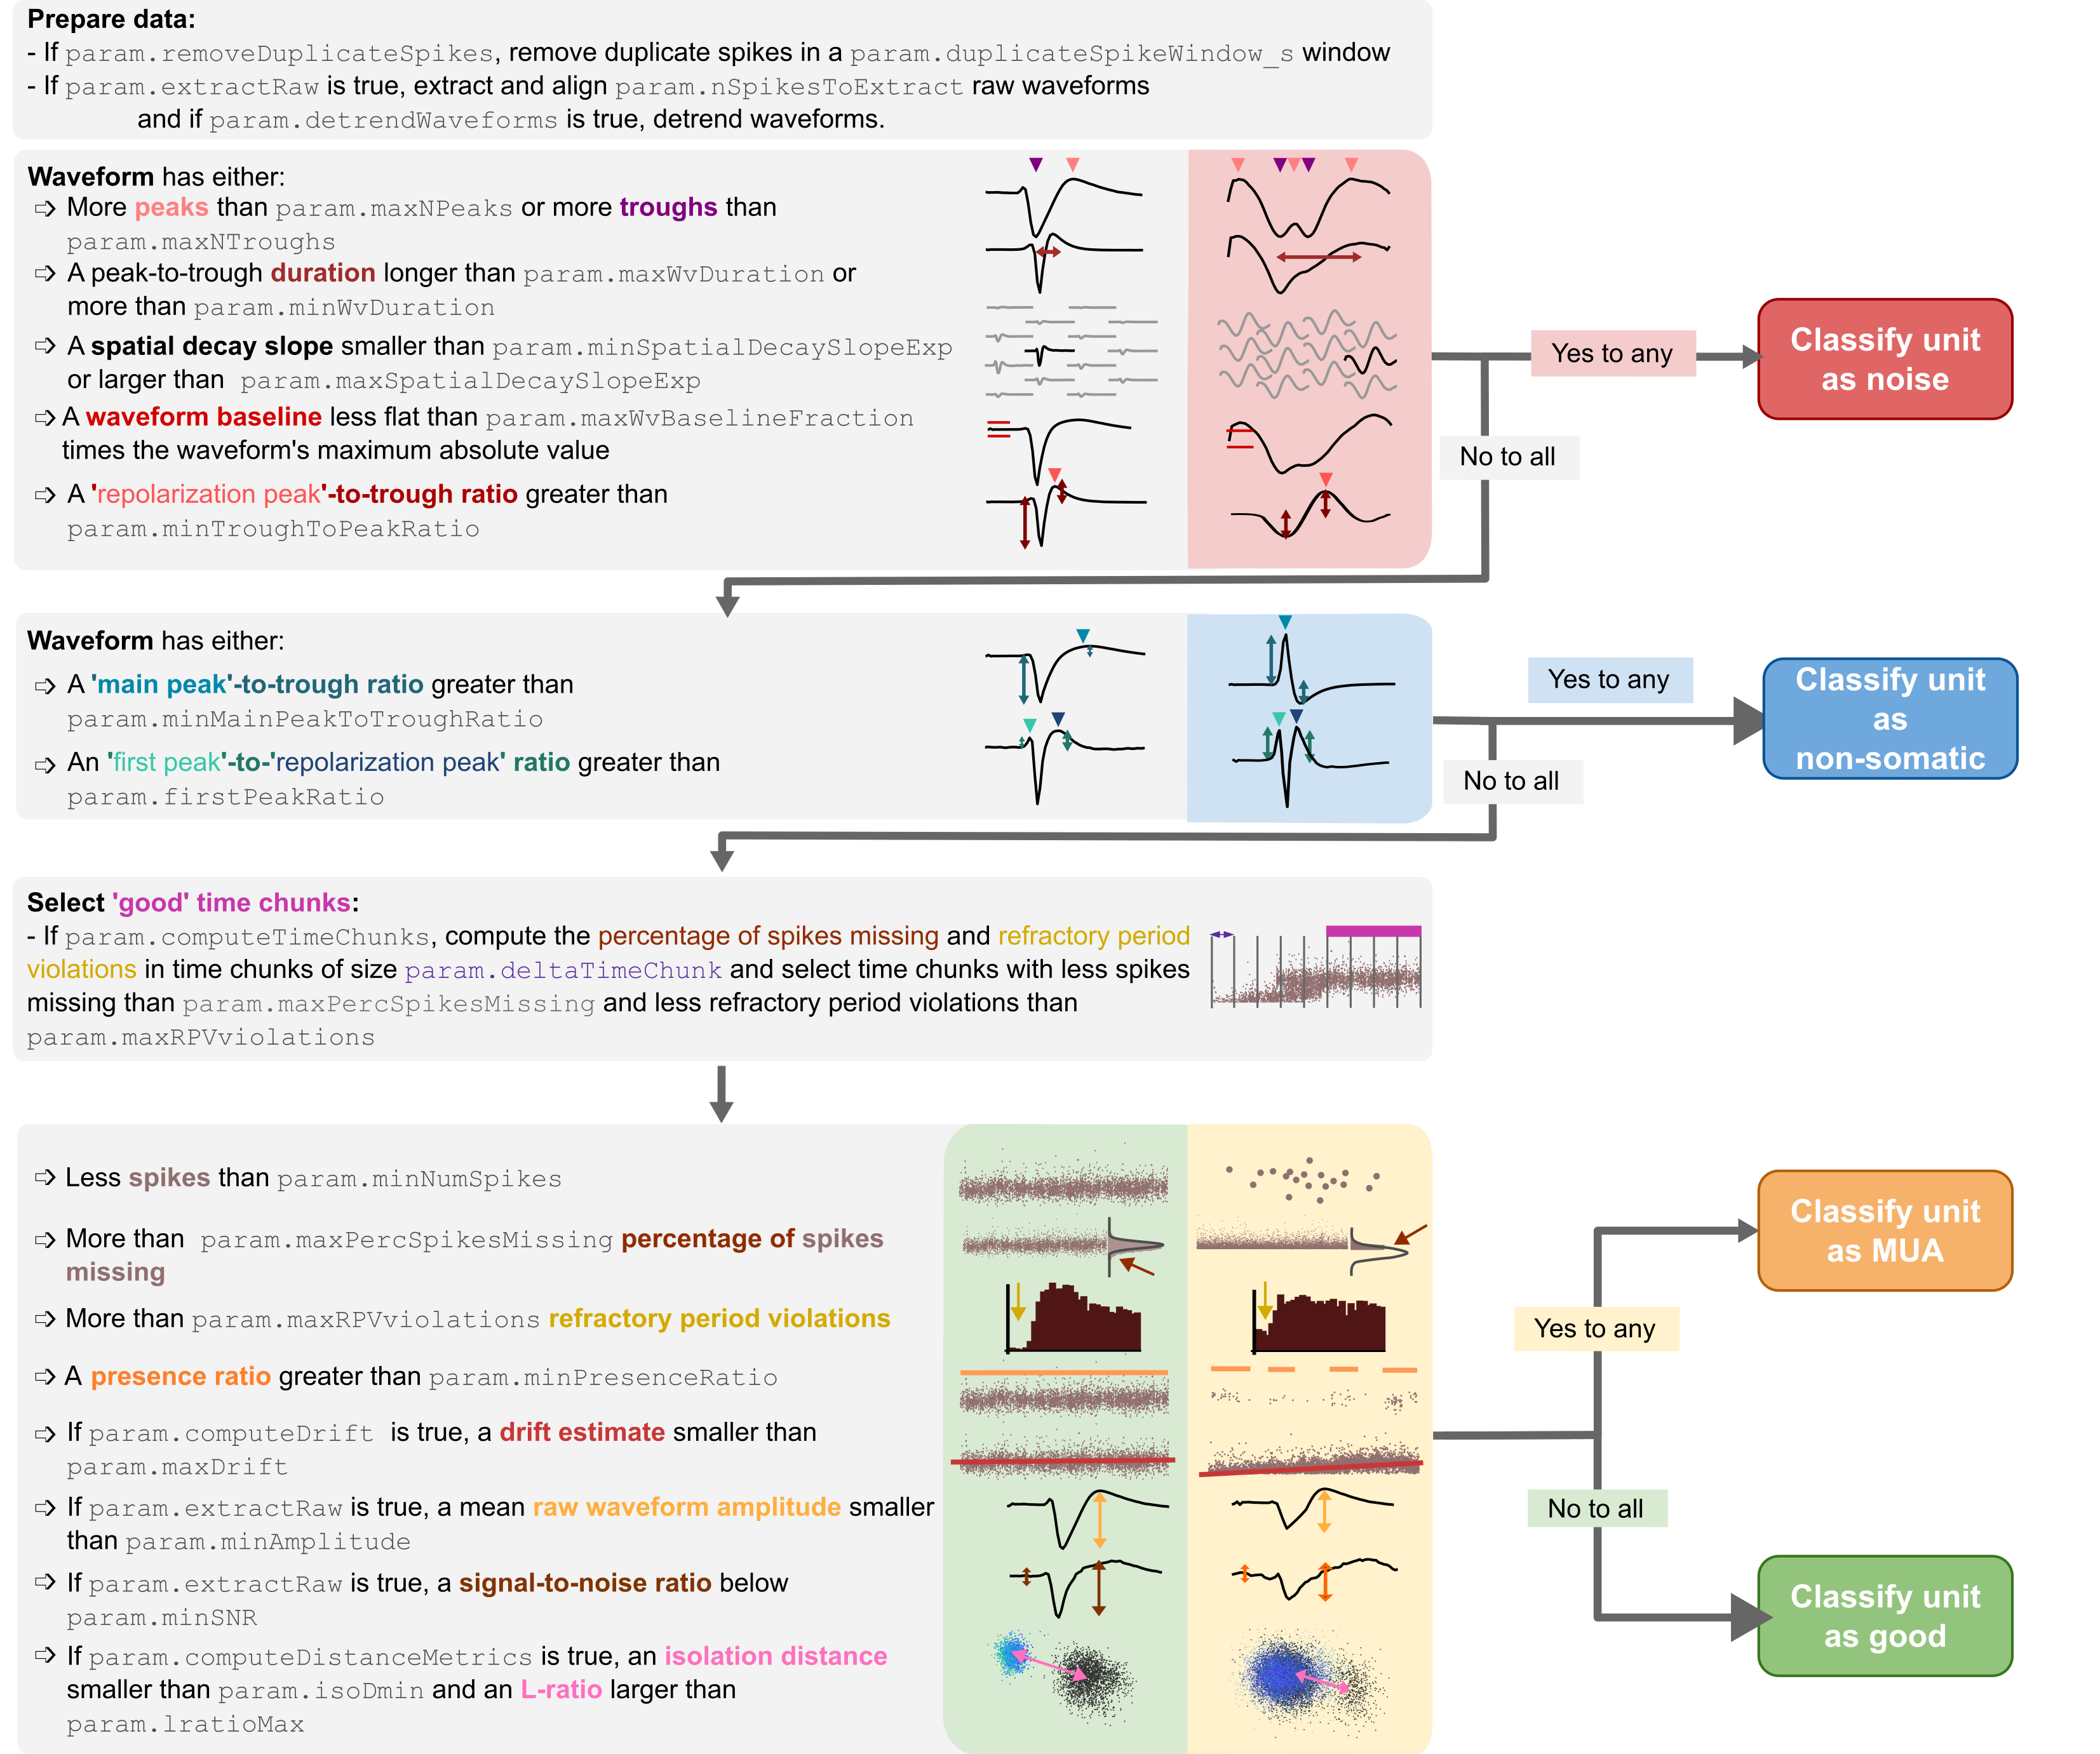 Prepare data:
- If param.removeDuplicateSpikes, remove duplicate spikes in a param.duplicateSpikeWindow_s window
- If param.extractRaw is true, extract and align param.nSpikesToExtract raw waveforms
and if param.detrendWaveforms is true, detrend waveforms.
Waveform has either:
➩ More peaks than param.maxNPeaks or more troughs than
param.maxNTroughs
➩ A peak-to-trough duration longer than param.maxWvDuration or
more than param.minWvDuration
➩ A spatial decay slope smaller than param.minSpatialDecaySlopeExp
or larger than param.maxSpatialDecaySlopeExp
➩ A waveform baseline less flat than param.maxWvBaselineFraction
times the waveform's maximum absolute value
➩ A 'repolarization peak'-to-trough ratio greater than
param.minTroughToPeakRatio
Yes to any
Classify unit
as noise
No to all
Waveform has either:
➩ A 'main peak'-to-trough ratio greater than
param.minMainPeakToTroughRatio
➩ An 'first peak'-to-'repolarization peak' ratio greater than
param.firstPeakRatio
Yes to any
Classify unit
as
non-somatic
No to all
Select 'good' time chunks:
- If param.computeTimeChunks, compute the percentage of spikes missing and refractory period
violations in time chunks of size param.deltaTimeChunk and select time chunks with less spikes
missing than param.maxPercSpikesMissing and less refractory period violations than
param.maxRPVviolations
➩ Less spikes than param.minNumSpikes
➩ More than param.maxPercSpikesMissing percentage of spikes
missing
➩ More than param.maxRPVviolations refractory period violations
➩ A presence ratio greater than param.minPresenceRatio
➩ If param.computeDrift is true, a drift estimate smaller than
param.maxDrift
➩ If param.extractRaw is true, a mean raw waveform amplitude smaller
than param.minAmplitude
➩ If param.extractRaw is true, a signal-to-noise ratio below
param.minSNR
➩ If param.computeDistanceMetrics is true, an isolation distance
smaller than param.isoDmin and an L-ratio larger than
param.lratioMax
Classify unit
as MUA
Yes to any
No to all
Classify unit
as good